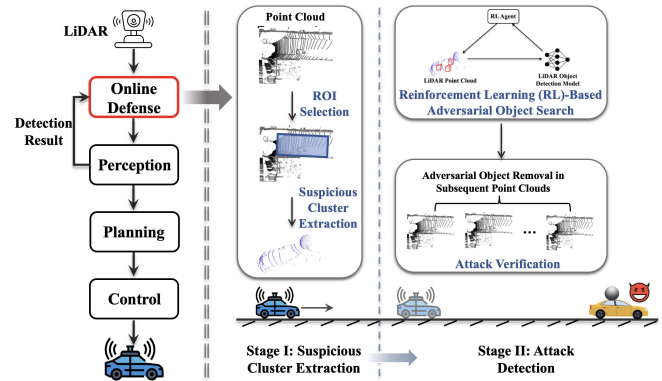 LiDAR
Online
Defense
Detection
Result
Perception
Planning
Control
Point Cloud
ROI
Selection
Suspicious
Cluster
Extraction
RL Agent
LiDAR Point Cloud
LiDAR Object
Detection Model
Reinforcement Learning (RL)-Based
Adversarial Object Search
Adversarial Object Removal in
Subsequent Point Clouds
...
Attack Verification
Stage I: Suspicious
Cluster Extraction
Stage II: Attack
Detection